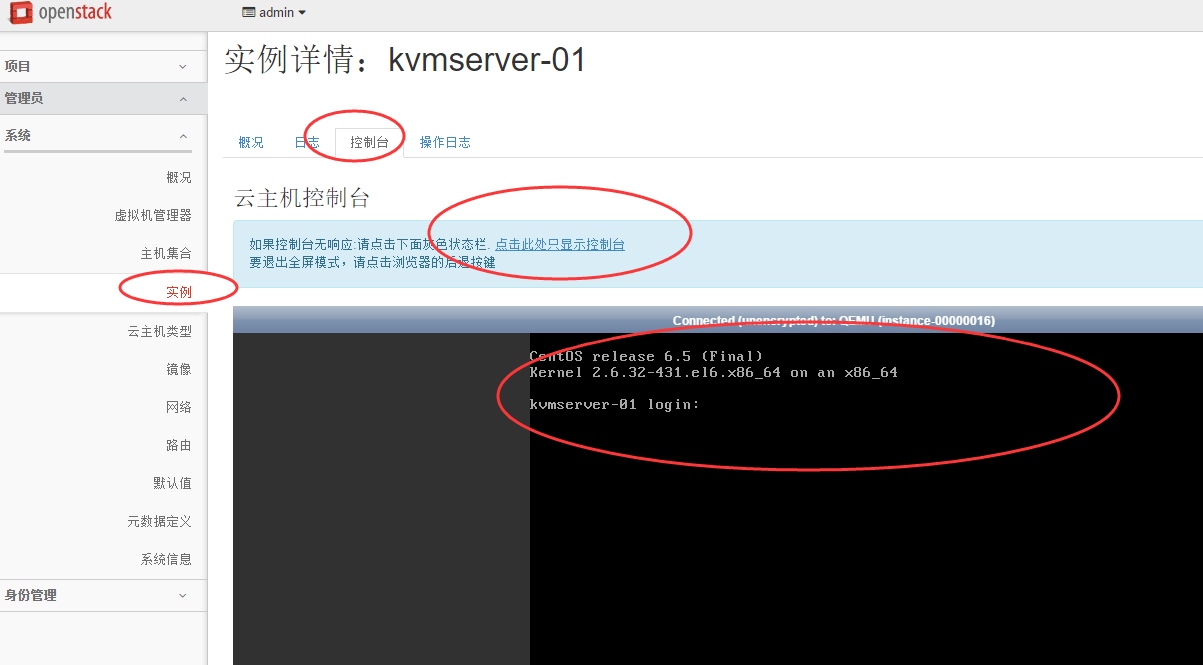 openstack
admin
项目
管理员
系统
概况
虚拟机管理器
主机集合
实例
云主机类型
镜像
网络
路由
默认值
元数据定义
系统信息
身份管理
实例详情：kvmserver-01
概况 日志 控制台 操作日志
云主机控制台
如果控制台无响应:请点击下面灰色状态栏. 点击此处只显示控制台
要退出全屏模式，请点击浏览器的后退按键
Connected (unencrypted) to: QEMU (instance-00000016)
CentOS release 6.5 (Final)
Kernel 2.6.32-431.el6.x86_64 on an x86_64
kvmserver-01 login: